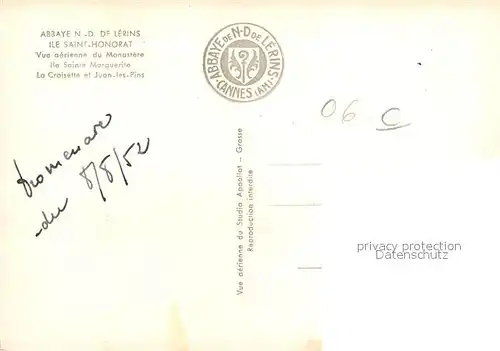 ABBAYE N.-D. DE LÉRINS
ILE SAINT-HONORAT
Vue aérienne du Monastère
Ile Sainte Marguerite
La Croisette et Juan-les-Pins
ABBAYE DE N-D DE LÉRINS
-CANNES (AM)-
06 C
Promenade
du 8/8/52
Vue aérienne du Studio Appollot - Grasse
Reproduction interdite
privacy protection
Datenschutz